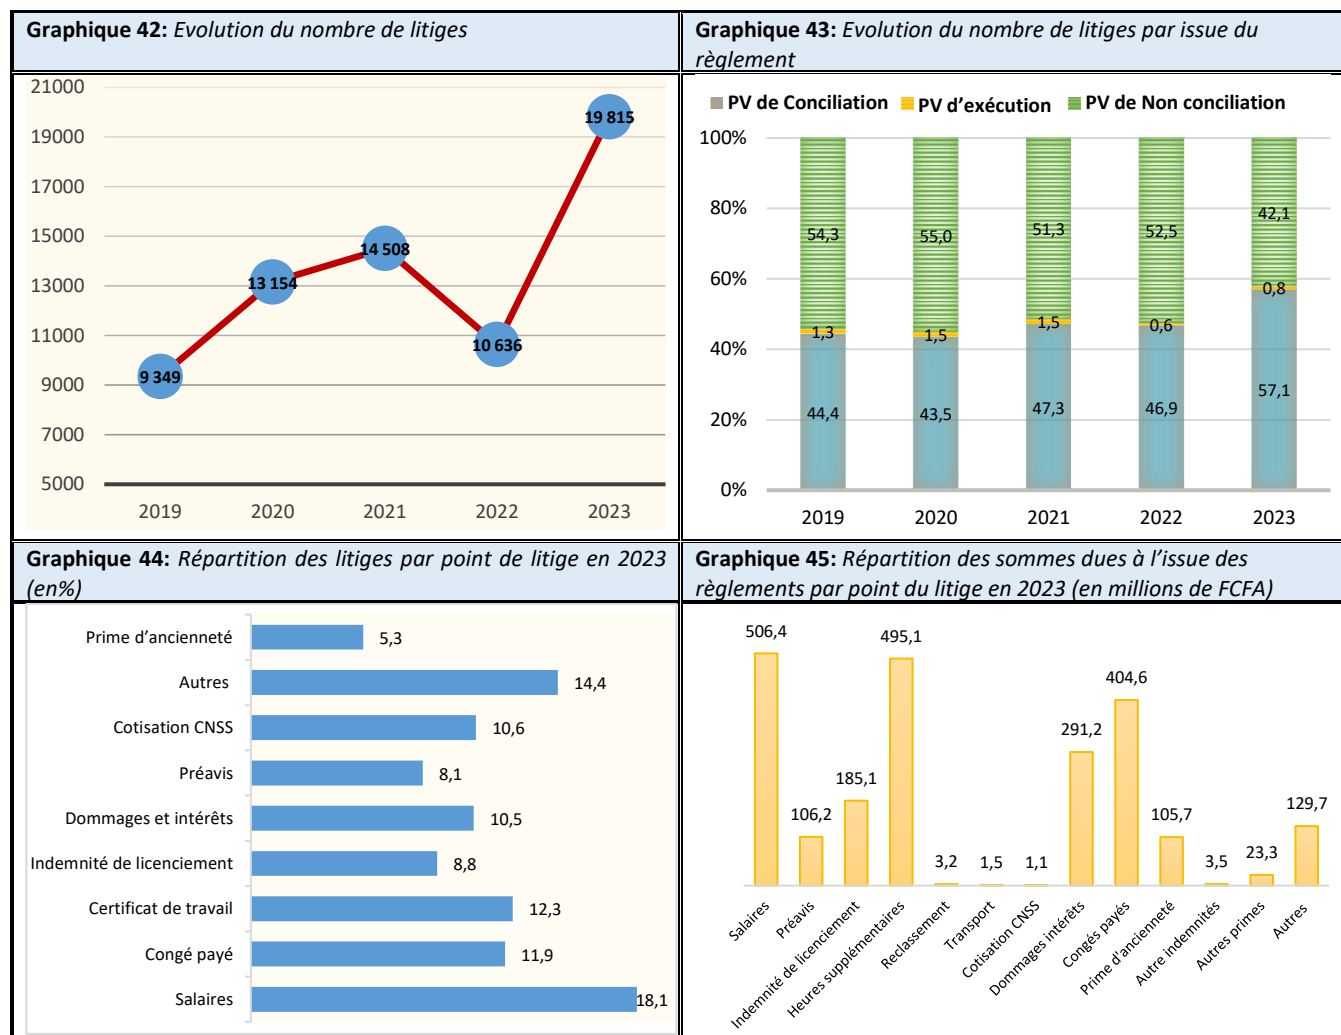 Graphique 42: Evolution du nombre de litiges
21000
19000
17000
15000
13000
11000
9000
7000
5000
9 349
13 154
14 508
10 636
19 815
2019
2020
2021
2022
2023
Graphique 43: Evolution du nombre de litiges par issue du
règlement
PV de Conciliation
PV d'exécution
PV de Non conciliation
100%
80%
60%
40%
20%
0%
54,3
55,0
51,3
52,5
42,1
1,3
1,5
1,5
0,6
0,8
44,4
43,5
47,3
46,9
57,1
2019
2020
2021
2022
2023
Graphique 44: Répartition des litiges par point de litige en 2023
(en%)
Prime d'ancienneté
5,3
Autres
14,4
Cotisation CNSS
10,6
Préavis
8,1
Dommages et intérêts
10,5
Indemnité de licenciement
8,8
Certificat de travail
12,3
Congé payé
11,9
Salaires
18,1
Graphique 45: Répartition des sommes dues à l'issue des
règlements par point du litige en 2023 (en millions de FCFA)
506,4
106,2
185,1
495,1
3,2
1,5
1,1
291,2
404,6
105,7
3,5
23,3
129,7
Salaires
Préavis
Indemnité de licenciement
Heures supplémentaires
Reclassement
Transport
Cotisation CNSS
Dommages intérêts
Congés payés
Prime d'ancienneté
Autre indemnités
Autres primes
Autres